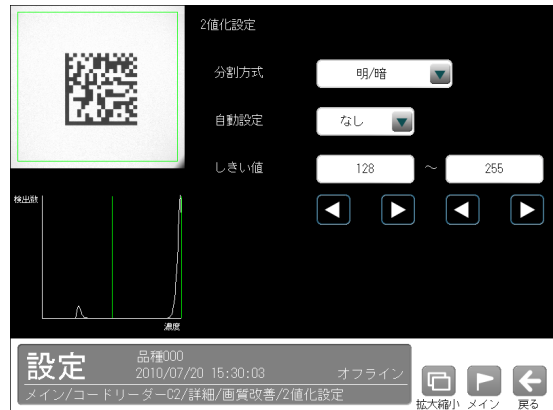 2値化設定
分割方式 明/暗
自動設定 なし
しきい値 128 ～ 255
検出数
濃度
設定 品種000
2010/07/20 15:30:03 オフライン
メイン/コードリーダーC2/詳細/画質改善/2値化設定
拡大縮小 メイン 戻る